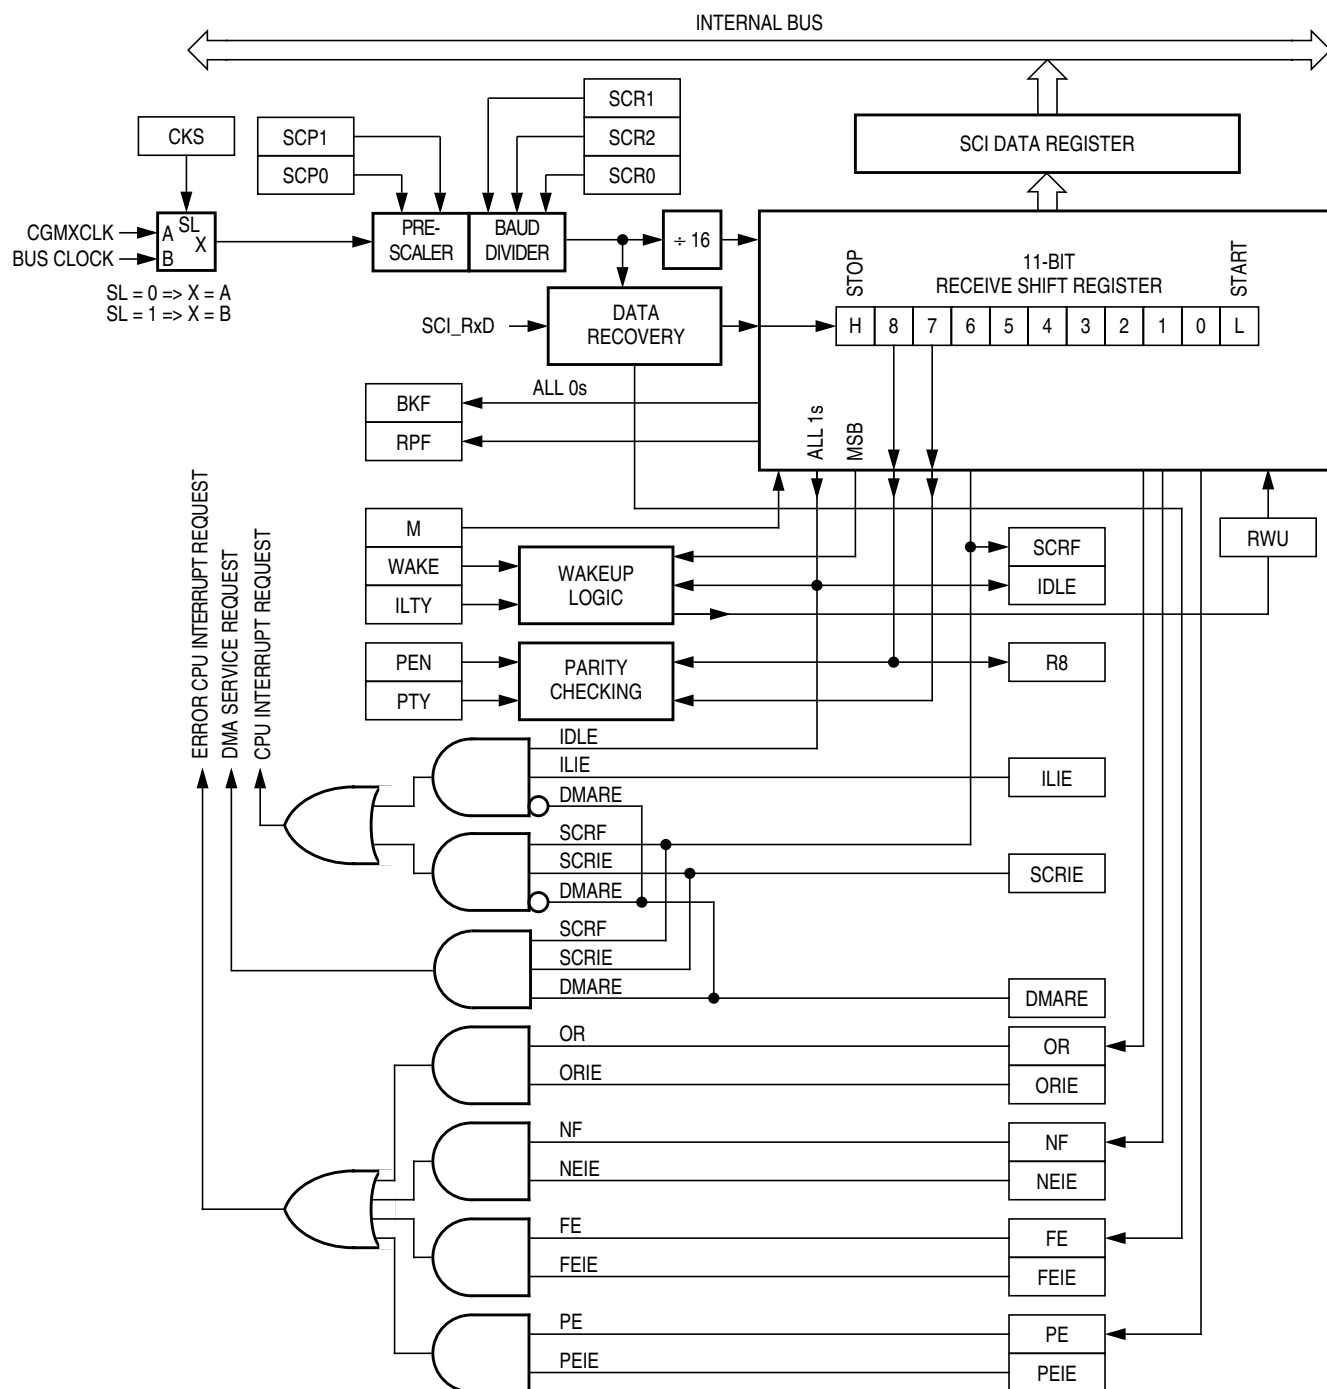 INTERNAL BUS
SCR1
CKS
SCP1
SCR2
SCI DATA REGISTER
SCP0
SCR0
CGMXCLK
BUS CLOCK
A
SL
X
B
PRE-
SCALER
BAUD
DIVIDER
÷ 16
SL = 0 => X = A
SL = 1 => X = B
STOP
11-BIT
RECEIVE SHIFT REGISTER
START
SCI_RxD
DATA
RECOVERY
H 8 7 6 5 4 3 2 1 0 L
ALL 0s
BKF
RPF
ALL 1s
MSB
M
WAKE
ILTY
WAKEUP
LOGIC
SCRF
IDLE
RWU
ERROR CPU INTERRUPT REQUEST
DMA SERVICE REQUEST
CPU INTERRUPT REQUEST
PEN
PTY
PARITY
CHECKING
R8
IDLE
ILIE
ILIE
DMARE
SCRF
SCRIE
SCRIE
DMARE
SCRF
SCRIE
DMARE
DMARE
OR
OR
ORIE
ORIE
NF
NF
NEIE
NEIE
FE
FE
FEIE
FEIE
PE
PE
PEIE
PEIE